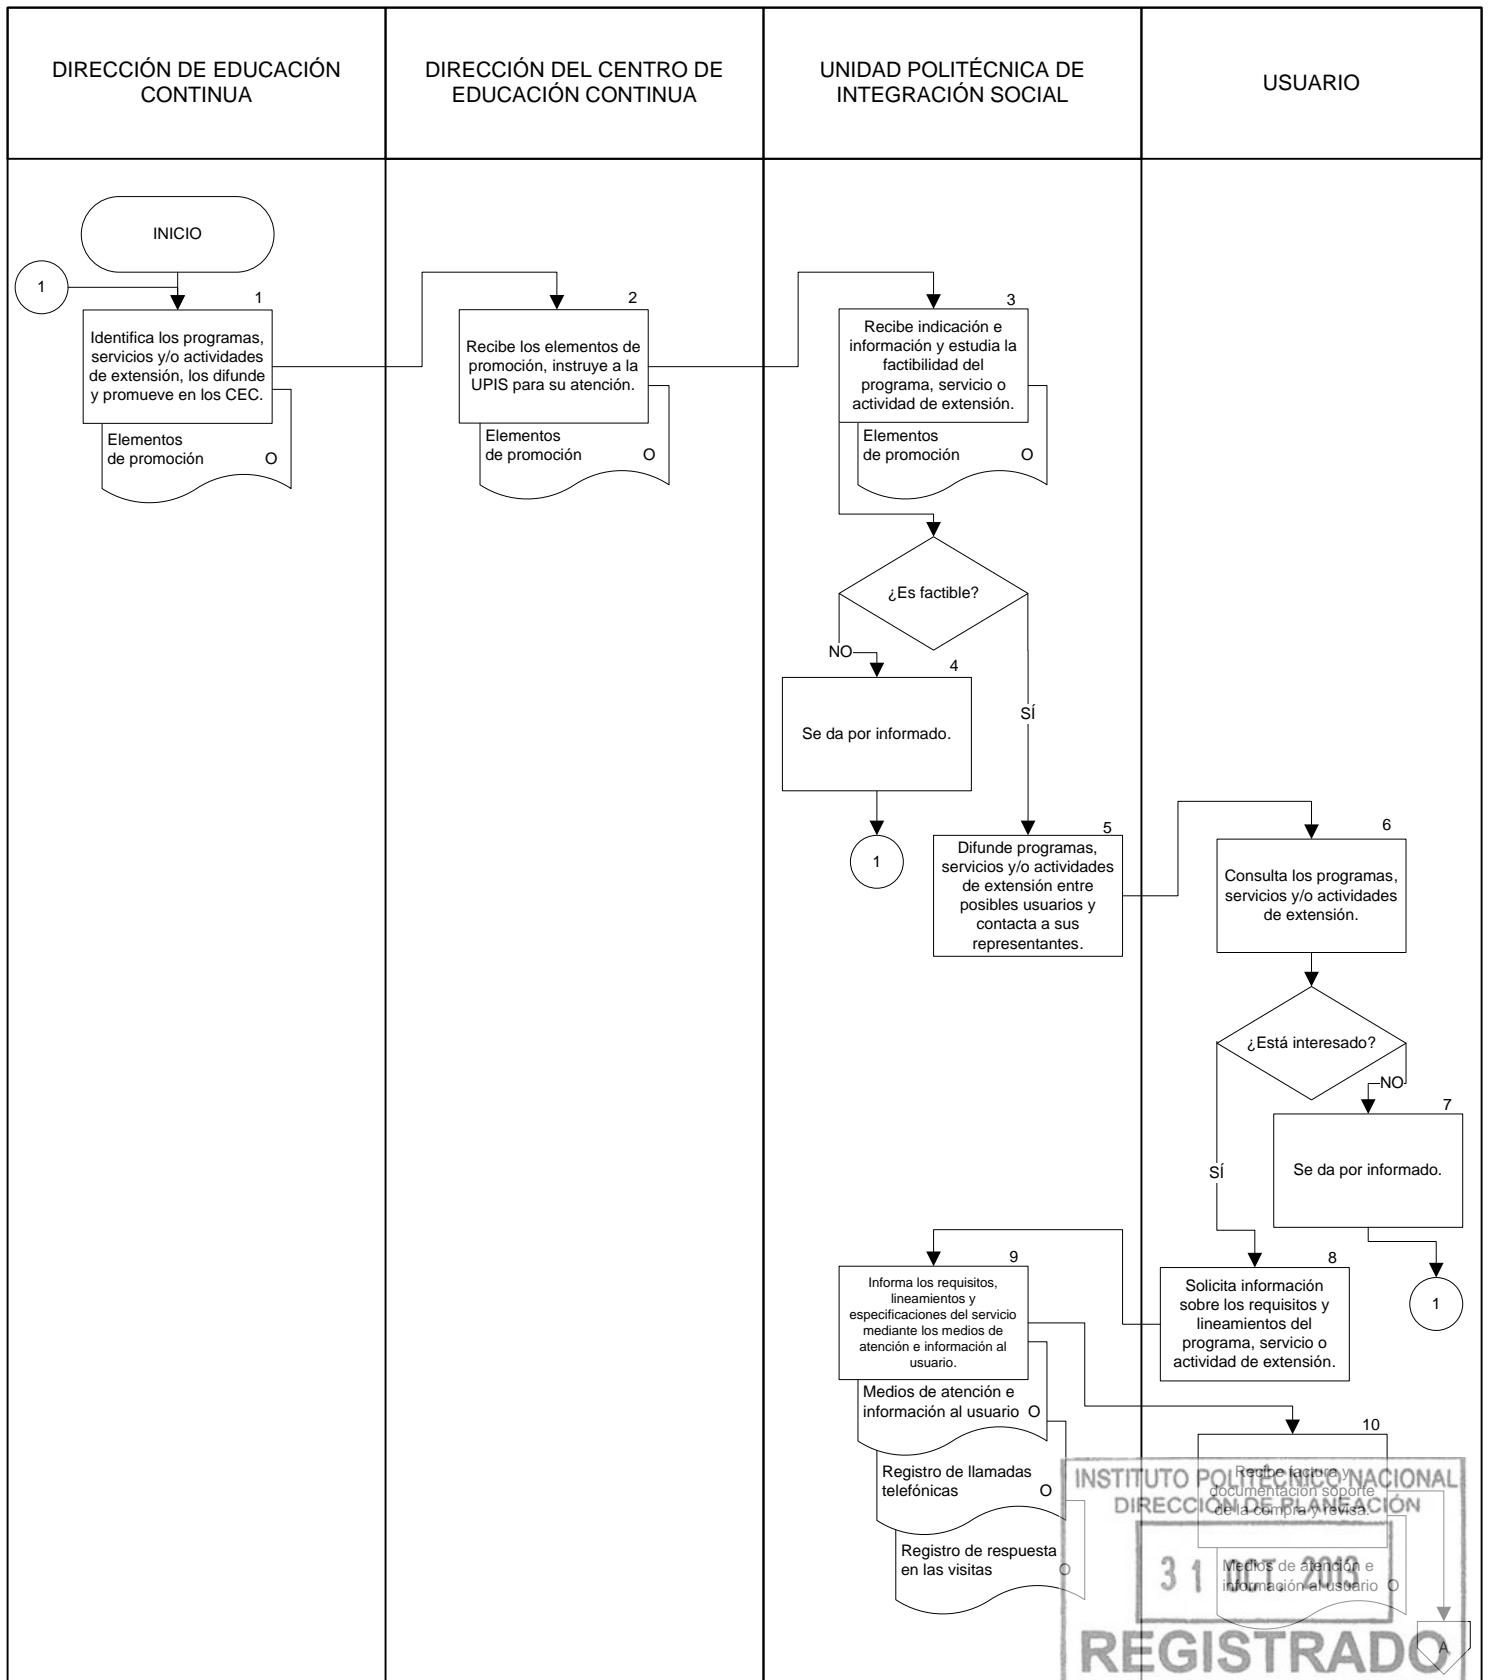 DIRECCIÓN DE EDUCACIÓN
CONTINUA
DIRECCIÓN DEL CENTRO DE
EDUCACIÓN CONTINUA
UNIDAD POLITÉCNICA DE
INTEGRACIÓN SOCIAL
USUARIO
INICIO
1
1
Identifica los programas,
servicios y/o actividades
de extensión, los difunde
y promueve en los CEC.
Elementos
de promoción O
2
Recibe los elementos de
promoción, instruye a la
UPIS para su atención.
Elementos
de promoción O
3
Recibe indicación e
información y estudia la
factibilidad del
programa, servicio o
actividad de extensión.
Elementos
de promoción O
¿Es factible?
NO
SÍ
4
Se da por informado.
1
5
Difunde programas,
servicios y/o actividades
de extensión entre
posibles usuarios y
contacta a sus
representantes.
6
Consulta los programas,
servicios y/o actividades
de extensión.
¿Está interesado?
NO
SÍ
7
Se da por informado.
1
8
Solicita información
sobre los requisitos y
lineamientos del
programa, servicio o
actividad de extensión.
9
Informa los requisitos,
lineamientos y
especificaciones del servicio
mediante los medios de
atención e información al
usuario.
Medios de atención e
información al usuario O
Registro de llamadas
telefónicas O
Registro de respuesta
en las visitas O
10
Recibe factura y
documentación soporte
de la compra y revisa.
Medios de atención e
información al usuario O
A
INSTITUTO POLITÉCNICO NACIONAL
DIRECCIÓN DE PLANEACIÓN
31 OCT. 2013
REGISTRADO